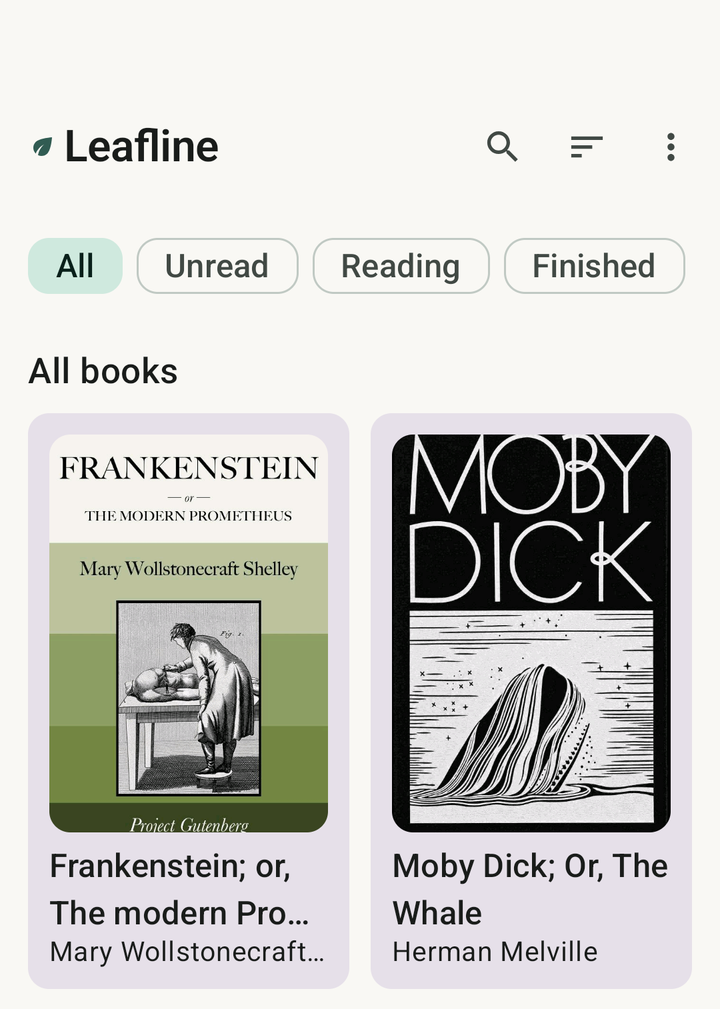 Leafline
All Unread Reading Finished
All books
FRANKENSTEIN
— or —
THE MODERN PROMETHEUS
Mary Wollstonecraft Shelley
Fig. 1.
Project Gutenberg
MOBY
DICK
Frankenstein; or,
The modern Pro...
Mary Wollstonecraft...
Moby Dick; Or, The
Whale
Herman Melville